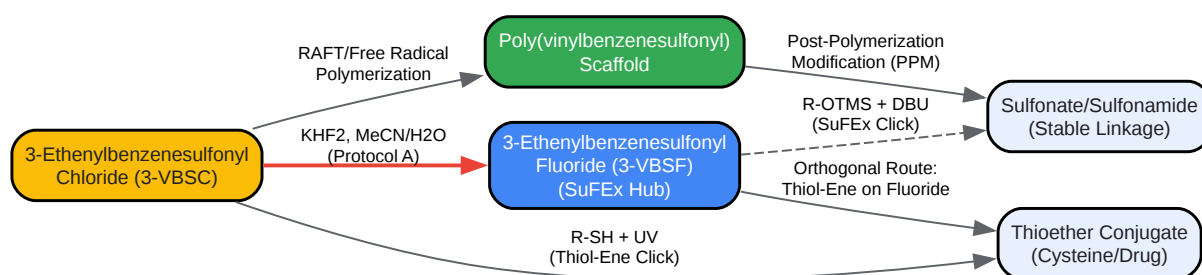 RAFT/Free Radical
Polymerization
Poly(vinylbenzenesulfonyl)
Scaffold
Post-Polymerization
Modification (PPM)
3-Ethenylbenzenesulfonyl
Chloride (3-VBSC)
KHF2, MeCN/H2O
(Protocol A)
3-Ethenylbenzenesulfonyl
Fluoride (3-VBSF)
(SuFEx Hub)
R-OTMS + DBU
(SuFEx Click)
Sulfonate/Sulfonamide
(Stable Linkage)
Orthogonal Route:
Thiol-Ene on Fluoride
R-SH + UV
(Thiol-Ene Click)
Thioether Conjugate
(Cysteine/Drug)